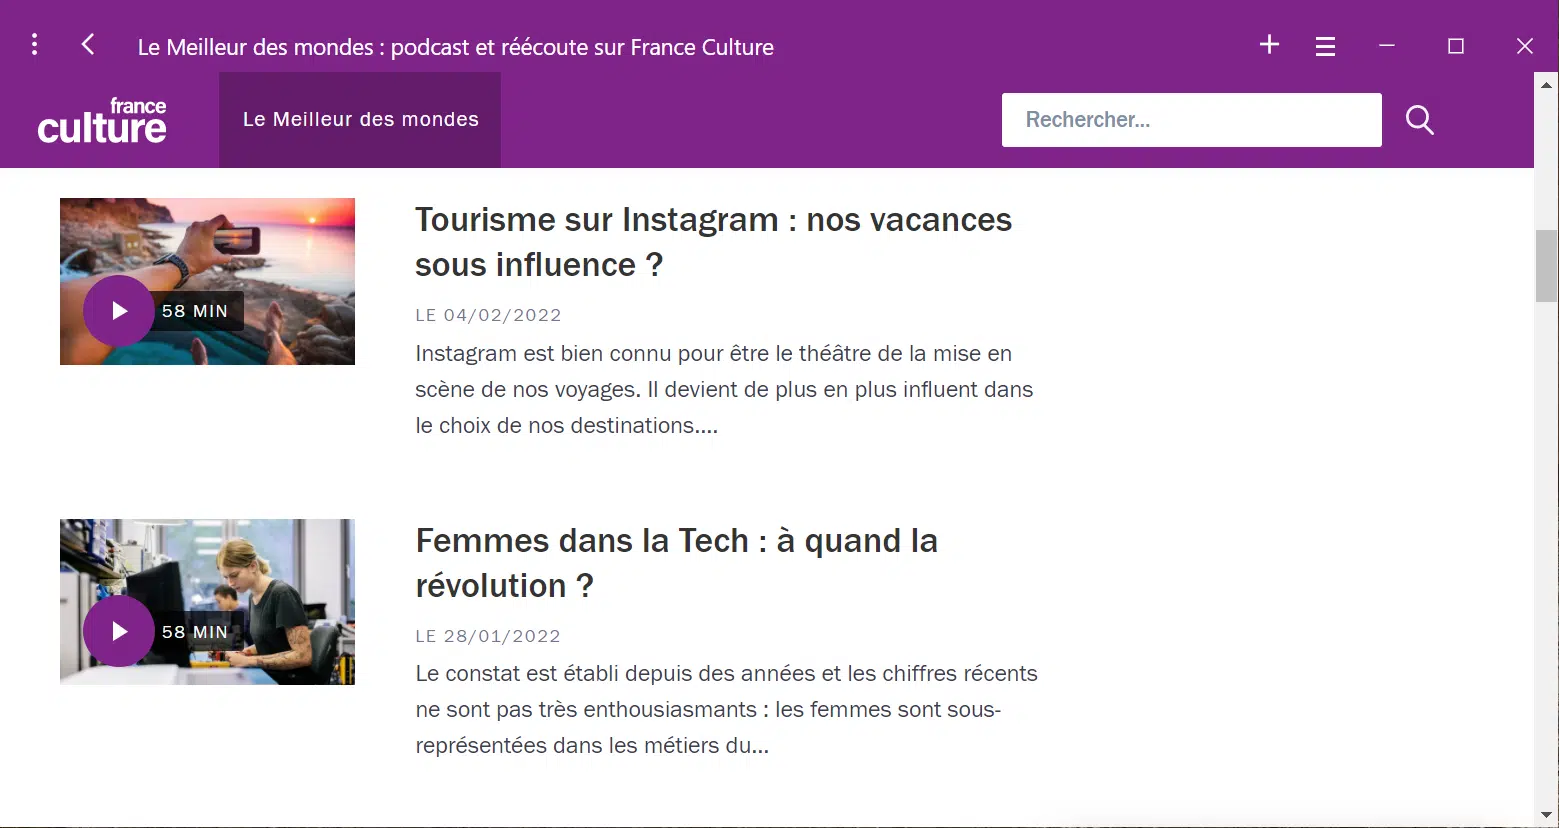 Le Meilleur des mondes : podcast et réécoute sur France Culture
france
culture
Le Meilleur des mondes
Rechercher...
Tourisme sur Instagram : nos vacances
sous influence ?
58 MIN
LE 04/02/2022
Instagram est bien connu pour être le théâtre de la mise en
scène de nos voyages. Il devient de plus en plus influent dans
le choix de nos destinations....
Femmes dans la Tech : à quand la
révolution ?
58 MIN
LE 28/01/2022
Le constat est établi depuis des années et les chiffres récents
ne sont pas très enthousiasmants : les femmes sont sous-
représentées dans les métiers du...